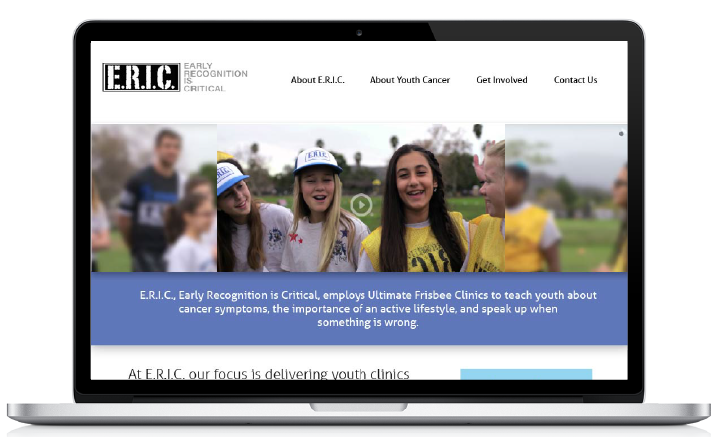 E.R.I.C.
EARLY
RECOGNITION
IS
CRITICAL
About E.R.I.C.
About Youth Cancer
Get Involved
Contact Us
E.R.I.C.
E.R.I.C., Early Recognition is Critical, employs Ultimate Frisbee Clinics to teach youth about
cancer symptoms, the importance of an active lifestyle, and speak up when
something is wrong.
At E.R.I.C. our focus is delivering youth clinics